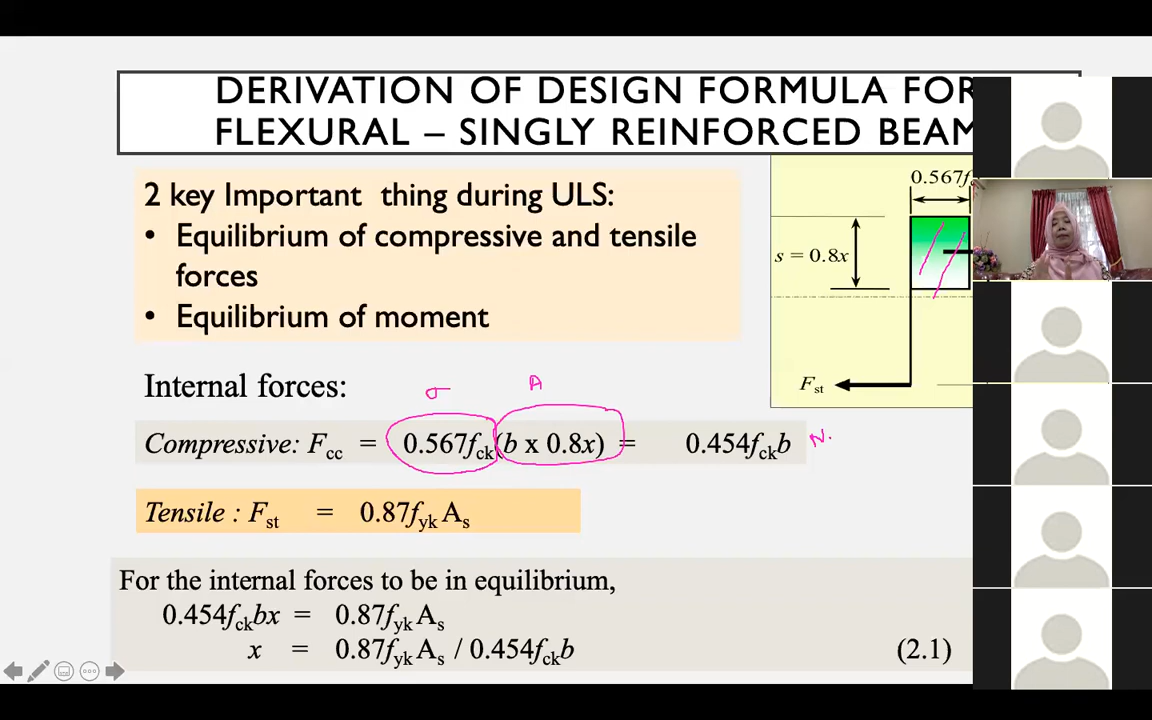 DERIVATION OF DESIGN FORMULA FOR
FLEXURAL – SINGLY REINFORCED BEAM
2 key Important thing during ULS:
• Equilibrium of compressive and tensile
forces
• Equilibrium of moment
0.567f
s = 0.8x
Fst
Internal forces:
σ A
Compressive: Fcc = 0.567fck(b x 0.8x) = 0.454fckb N.
Tensile : Fst = 0.87fyk As
For the internal forces to be in equilibrium,
0.454fckbx = 0.87fyk As
x = 0.87fyk As / 0.454fckb (2.1)